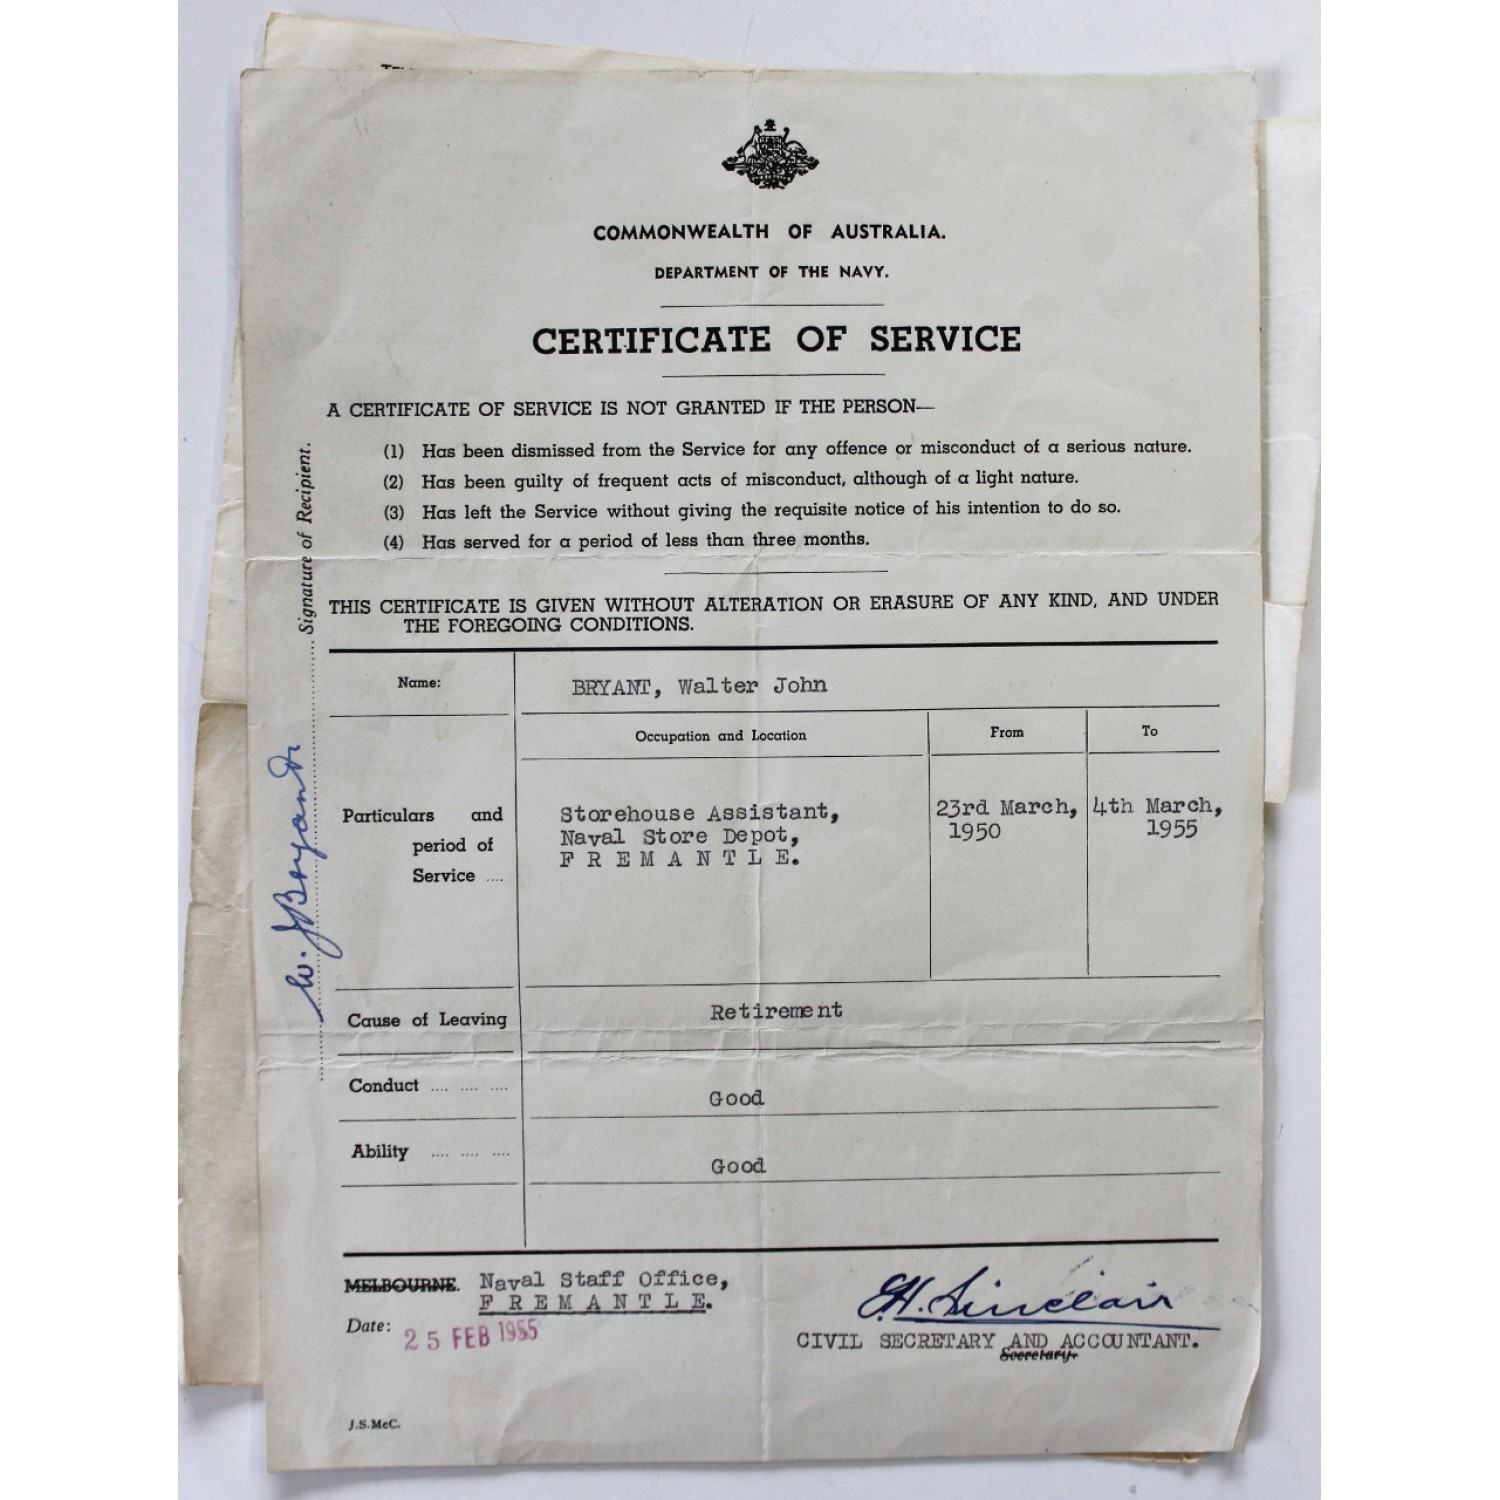 COMMONWEALTH OF AUSTRALIA.
DEPARTMENT OF THE NAVY.
CERTIFICATE OF SERVICE
A CERTIFICATE OF SERVICE IS NOT GRANTED IF THE PERSON—
(1) Has been dismissed from the Service for any offence or misconduct of a serious nature.
(2) Has been guilty of frequent acts of misconduct, although of a light nature.
(3) Has left the Service without giving the requisite notice of his intention to do so.
(4) Has served for a period of less than three months.
THIS CERTIFICATE IS GIVEN WITHOUT ALTERATION OR ERASURE OF ANY KIND, AND UNDER
THE FOREGOING CONDITIONS.
Name: BRYANT, Walter John
Occupation and Location From To
Particulars and period of Service ....
Storehouse Assistant, 23rd March, 4th March,
Naval Store Depot, 1950 1955
F R E M A N T L E.
Cause of Leaving Retirement
Conduct .... .... .... Good
Ability .... .... .... Good
MELBOURNE. Naval Staff Office,
F R E M A N T L E.
Date: 25 FEB 1955
E.H. Sinclair
CIVIL SECRETARY AND ACCOUNTANT.
Secretary.
J.S.McC.
Signature of Recipient.
W. J Bryant